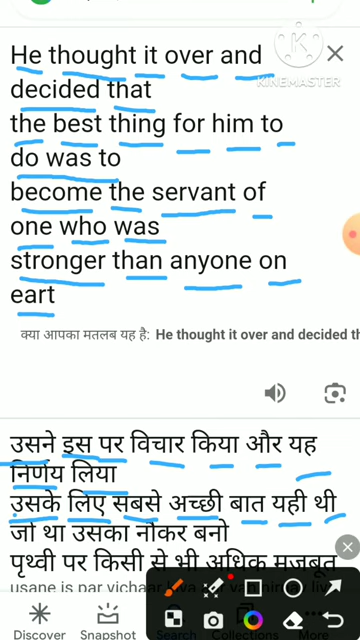 He thought it over and
KINEMASTER
decided that
the best thing for him to
do was to
become the servant of
one who was
stronger than anyone on
eart
क्या आपका मतलब यह है: He thought it over and decided th
उसने इस पर विचार किया और यह
निर्णय लिया
उसके लिए सबसे अच्छी बात यही थी
जो था उसका नौकर बनो
पृथ्वी पर किसी से भी अधिक मजबूत
usane is par vichaar
Discover Snapshot Search Collections More